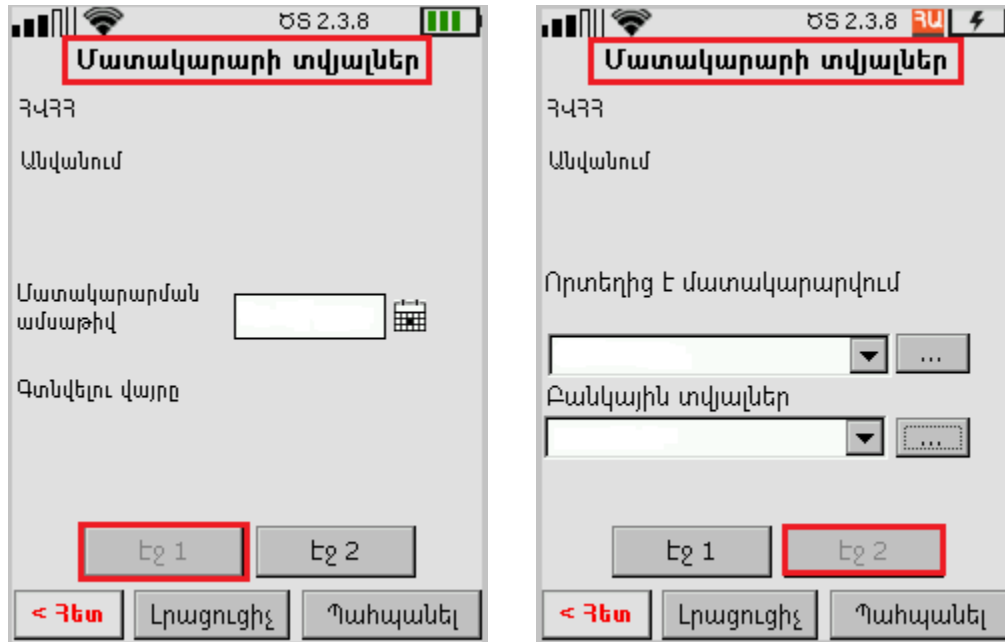 ԾՏ 2.3.8
Մատակարարի տվյալներ
ՀՎՀՀ
Անվանում
Մատակարարման
ամսաթիվ
Գտնվելու վայրը
Էջ 1
Էջ 2
< Հետ
Լրացուցիչ
Պահպանել
ԾՏ 2.3.8
ՀԱ
Մատակարարի տվյալներ
ՀՎՀՀ
Անվանում
Որտեղից է մատակարարվում
...
Բանկային տվյալներ
...
Էջ 1
Էջ 2
< Հետ
Լրացուցիչ
Պահպանել